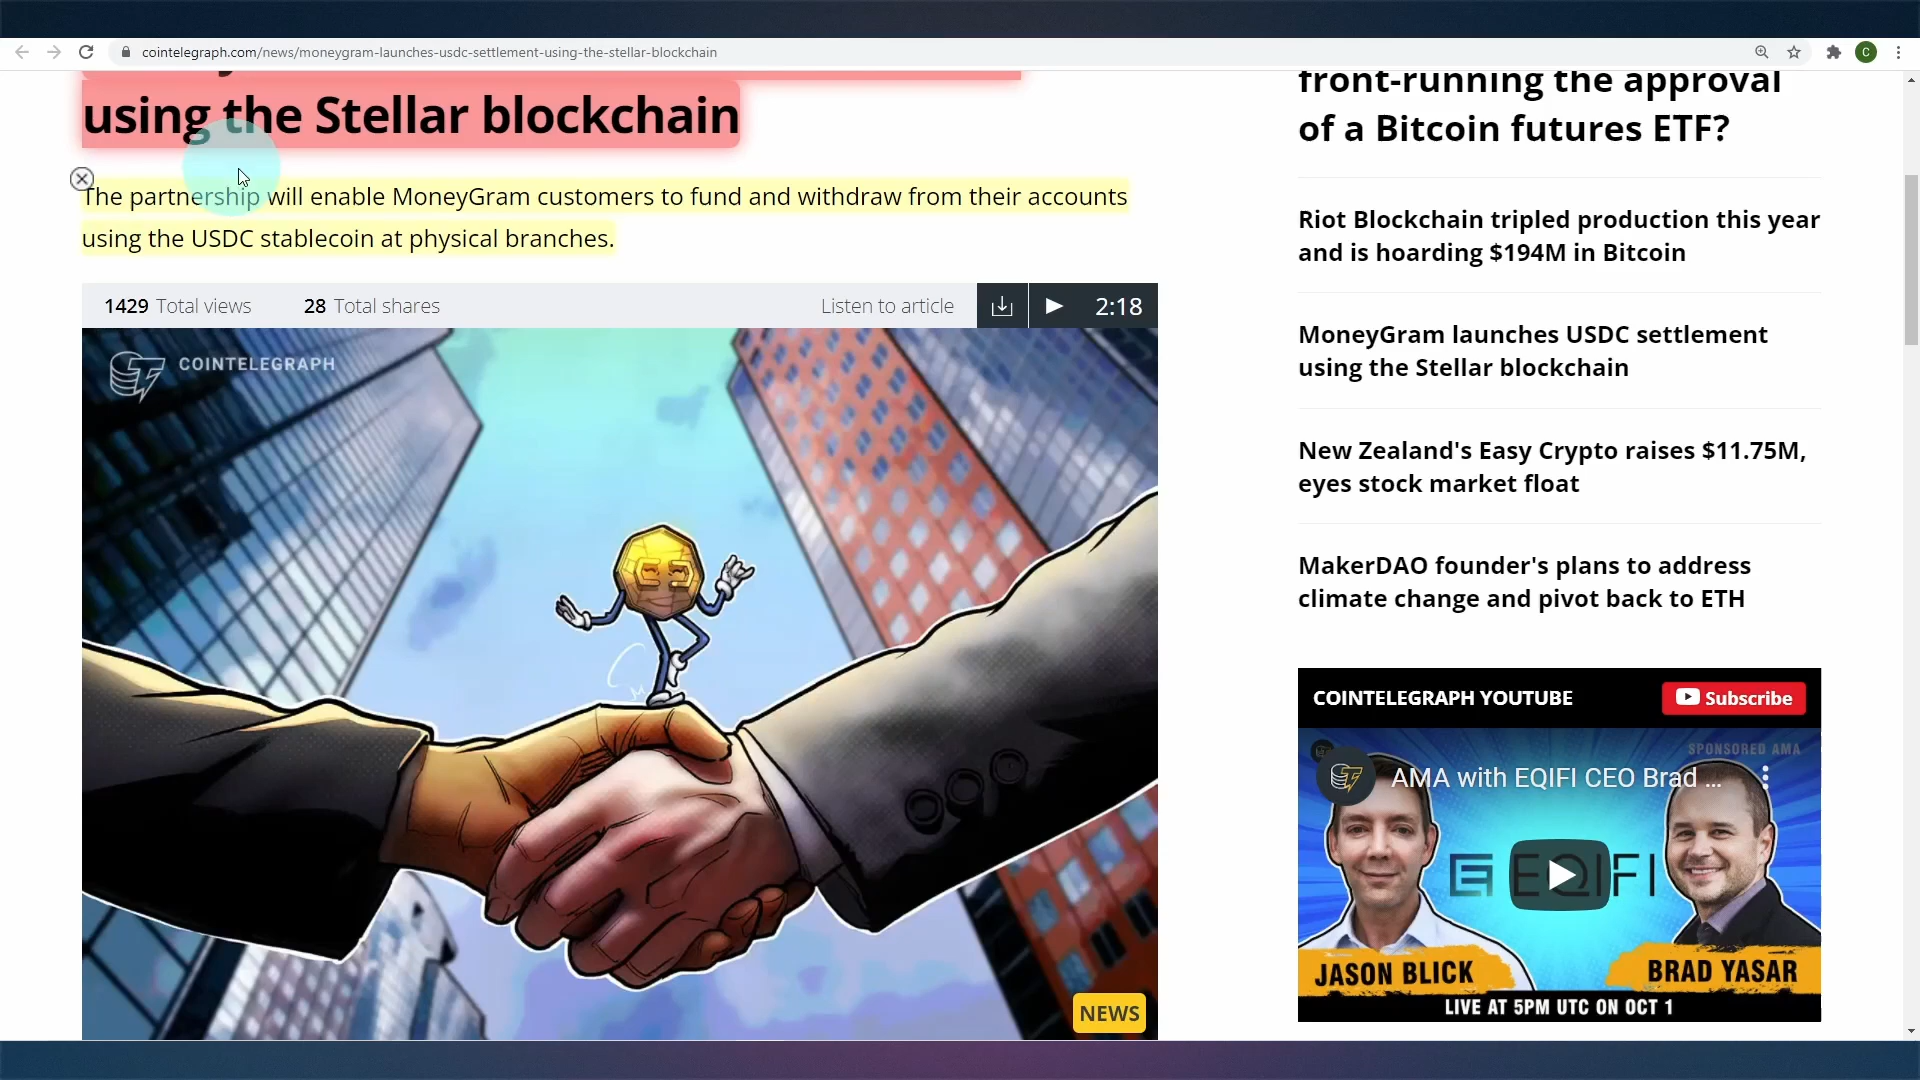 cointelegraph.com/news/moneygram-launches-usdc-settlement-using-the-stellar-blockchain
C
using the Stellar blockchain
The partnership will enable MoneyGram customers to fund and withdraw from their accounts
using the USDC stablecoin at physical branches.
1429 Total views 28 Total shares Listen to article 2:18
COINTELEGRAPH
NEWS
front-running the approval
of a Bitcoin futures ETF?
Riot Blockchain tripled production this year
and is hoarding $194M in Bitcoin
MoneyGram launches USDC settlement
using the Stellar blockchain
New Zealand's Easy Crypto raises $11.75M,
eyes stock market float
MakerDAO founder's plans to address
climate change and pivot back to ETH
COINTELEGRAPH YOUTUBE Subscribe
SPONSORED AMA
AMA with EQIFI CEO Brad ...
EQIFI
JASON BLICK BRAD YASAR
LIVE AT 5PM UTC ON OCT 1